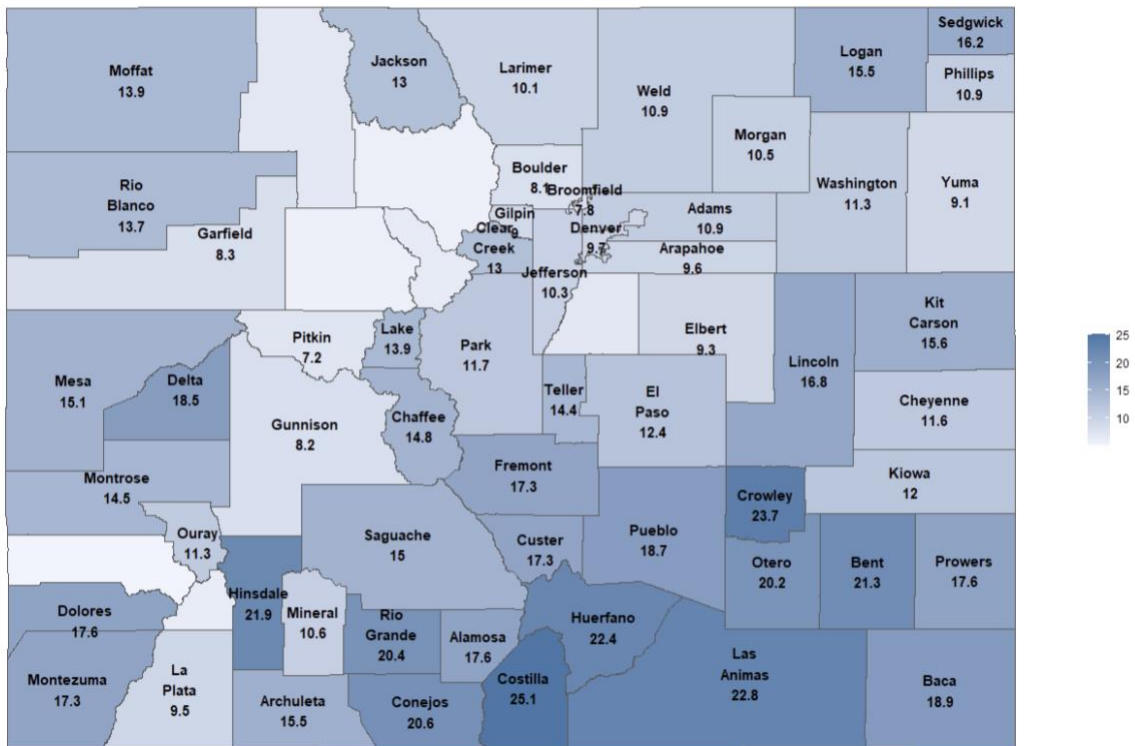 Moffat
13.9
Jackson
13
Larimer
10.1
Weld
10.9
Logan
15.5
Sedgwick
16.2
Phillips
10.9
Morgan
10.5
Rio
Blanco
13.7
Boulder
8.1
Broomfield
7.8
Washington
11.3
Yuma
9.1
Garfield
8.3
Gilpin
9
Clear
Creek
13
Denver
9.7
Adams
10.9
Arapahoe
9.6
Jefferson
10.3
Pitkin
7.2
Lake
13.9
Park
11.7
Elbert
9.3
Lincoln
16.8
Kit
Carson
15.6
Mesa
15.1
Delta
18.5
Gunnison
8.2
Chaffee
14.8
Teller
14.4
El
Paso
12.4
Cheyenne
11.6
Montrose
14.5
Fremont
17.3
Kiowa
12
Ouray
11.3
Saguache
15
Custer
17.3
Pueblo
18.7
Crowley
23.7
Otero
20.2
Bent
21.3
Prowers
17.6
Dolores
17.6
Hinsdale
21.9
Mineral
10.6
Rio
Grande
20.4
Alamosa
17.6
Huerfano
22.4
Montezuma
17.3
La
Plata
9.5
Archuleta
15.5
Conejos
20.6
Costilla
25.1
Las
Animas
22.8
Baca
18.9
25
20
15
10